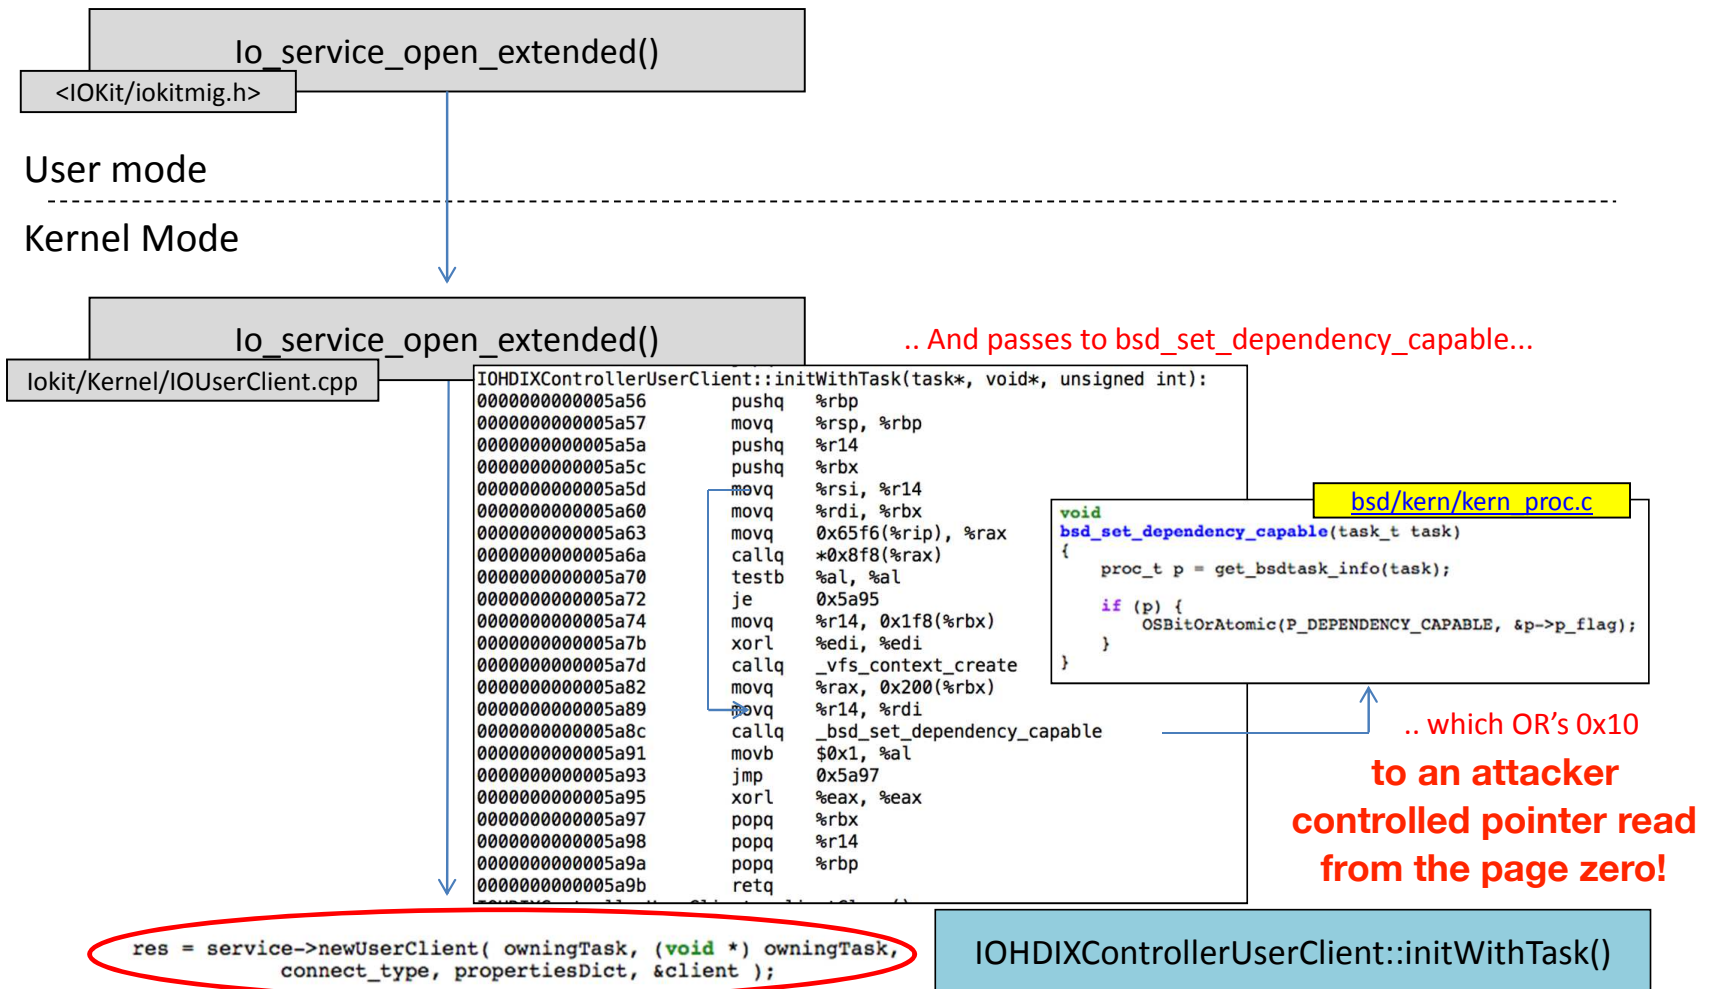 Io_service_open_extended()
<IOKit/iokitmig.h>
User mode
Kernel Mode
Io_service_open_extended()
Iokit/Kernel/IOUserClient.cpp
.. And passes to bsd_set_dependency_capable...
IOHDIXControllerUserClient::initWithTask(task*, void*, unsigned int):
0000000000005a56 pushq %rbp
0000000000005a57 movq %rsp, %rbp
0000000000005a5a pushq %r14
0000000000005a5c pushq %rbx
0000000000005a5d movq %rsi, %r14
0000000000005a60 movq %rdi, %rbx
0000000000005a63 movq 0x65f6(%rip), %rax
0000000000005a6a callq *0x8f8(%rax)
0000000000005a70 testb %al, %al
0000000000005a72 je 0x5a95
0000000000005a74 movq %r14, 0x1f8(%rbx)
0000000000005a7b xorl %edi, %edi
0000000000005a7d callq _vfs_context_create
0000000000005a82 movq %rax, 0x200(%rbx)
0000000000005a89 movq %r14, %rdi
0000000000005a8c callq _bsd_set_dependency_capable
0000000000005a91 movb $0x1, %al
0000000000005a93 jmp 0x5a97
0000000000005a95 xorl %eax, %eax
0000000000005a97 popq %rbx
0000000000005a98 popq %r14
0000000000005a9a popq %rbp
0000000000005a9b retq
bsd/kern/kern_proc.c
void
bsd_set_dependency_capable(task_t task)
{
proc_t p = get_bsdtask_info(task);
if (p) {
OSBitOrAtomic(P_DEPENDENCY_CAPABLE, &p->p_flag);
}
}
.. which OR's 0x10
to an attacker
controlled pointer read
from the page zero!
res = service->newUserClient( owningTask, (void *) owningTask,
connect_type, propertiesDict, &client );
IOHDIXControllerUserClient::initWithTask()